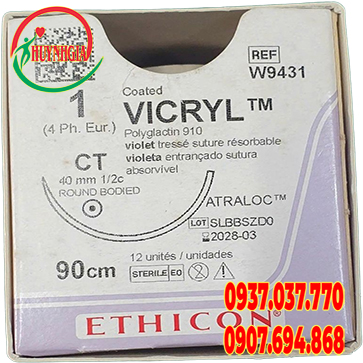 HUỲNH GIA
REF
W9431
1
(4 Ph. Eur.)
Coated
VICRYL™
Polyglactin 910
violet tressé suture résorbable
violeta entrançado sutura
absorvível
CT
40 mm 1/2c
ROUND BODIED
ATRALOC™
LOT SLBBSZD0
2028-03
90cm
12 unités / unidades
STERILE EO
ETHICON
0937.037.770
0907.694.868